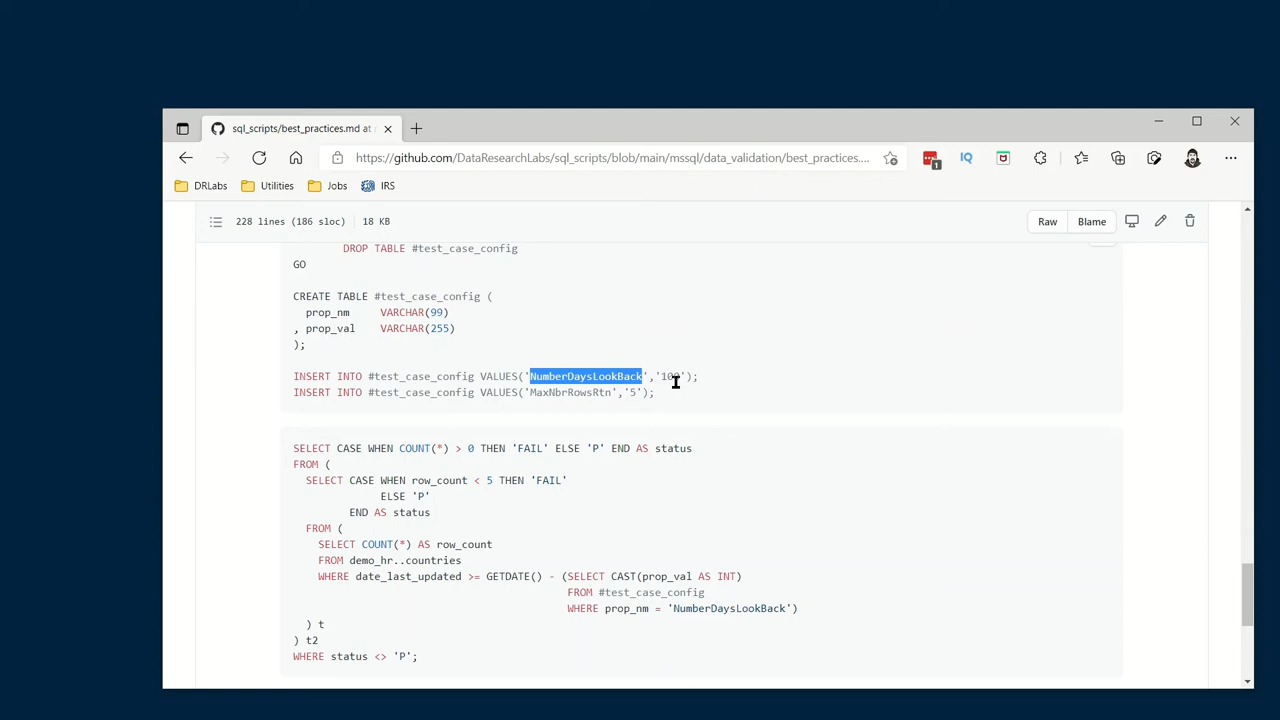 sql_scripts/best_practices.md at
https://github.com/DataResearchLabs/sql_scripts/blob/main/mssql/data_validation/best_practices....
1
DRLabs Utilities Jobs IRS
228 lines (186 sloc) 18 KB Raw Blame
DROP TABLE #test_case_config
GO
CREATE TABLE #test_case_config (
prop_nm VARCHAR(99)
, prop_val VARCHAR(255)
);
INSERT INTO #test_case_config VALUES('NumberDaysLookBack','100');
INSERT INTO #test_case_config VALUES('MaxNbrRowsRtn','5');
SELECT CASE WHEN COUNT(*) > 0 THEN 'FAIL' ELSE 'P' END AS status
FROM (
SELECT CASE WHEN row_count < 5 THEN 'FAIL'
ELSE 'P'
END AS status
FROM (
SELECT COUNT(*) AS row_count
FROM demo_hr..countries
WHERE date_last_updated >= GETDATE() - (SELECT CAST(prop_val AS INT)
FROM #test_case_config
WHERE prop_nm = 'NumberDaysLookBack')
) t
) t2
WHERE status <> 'P';